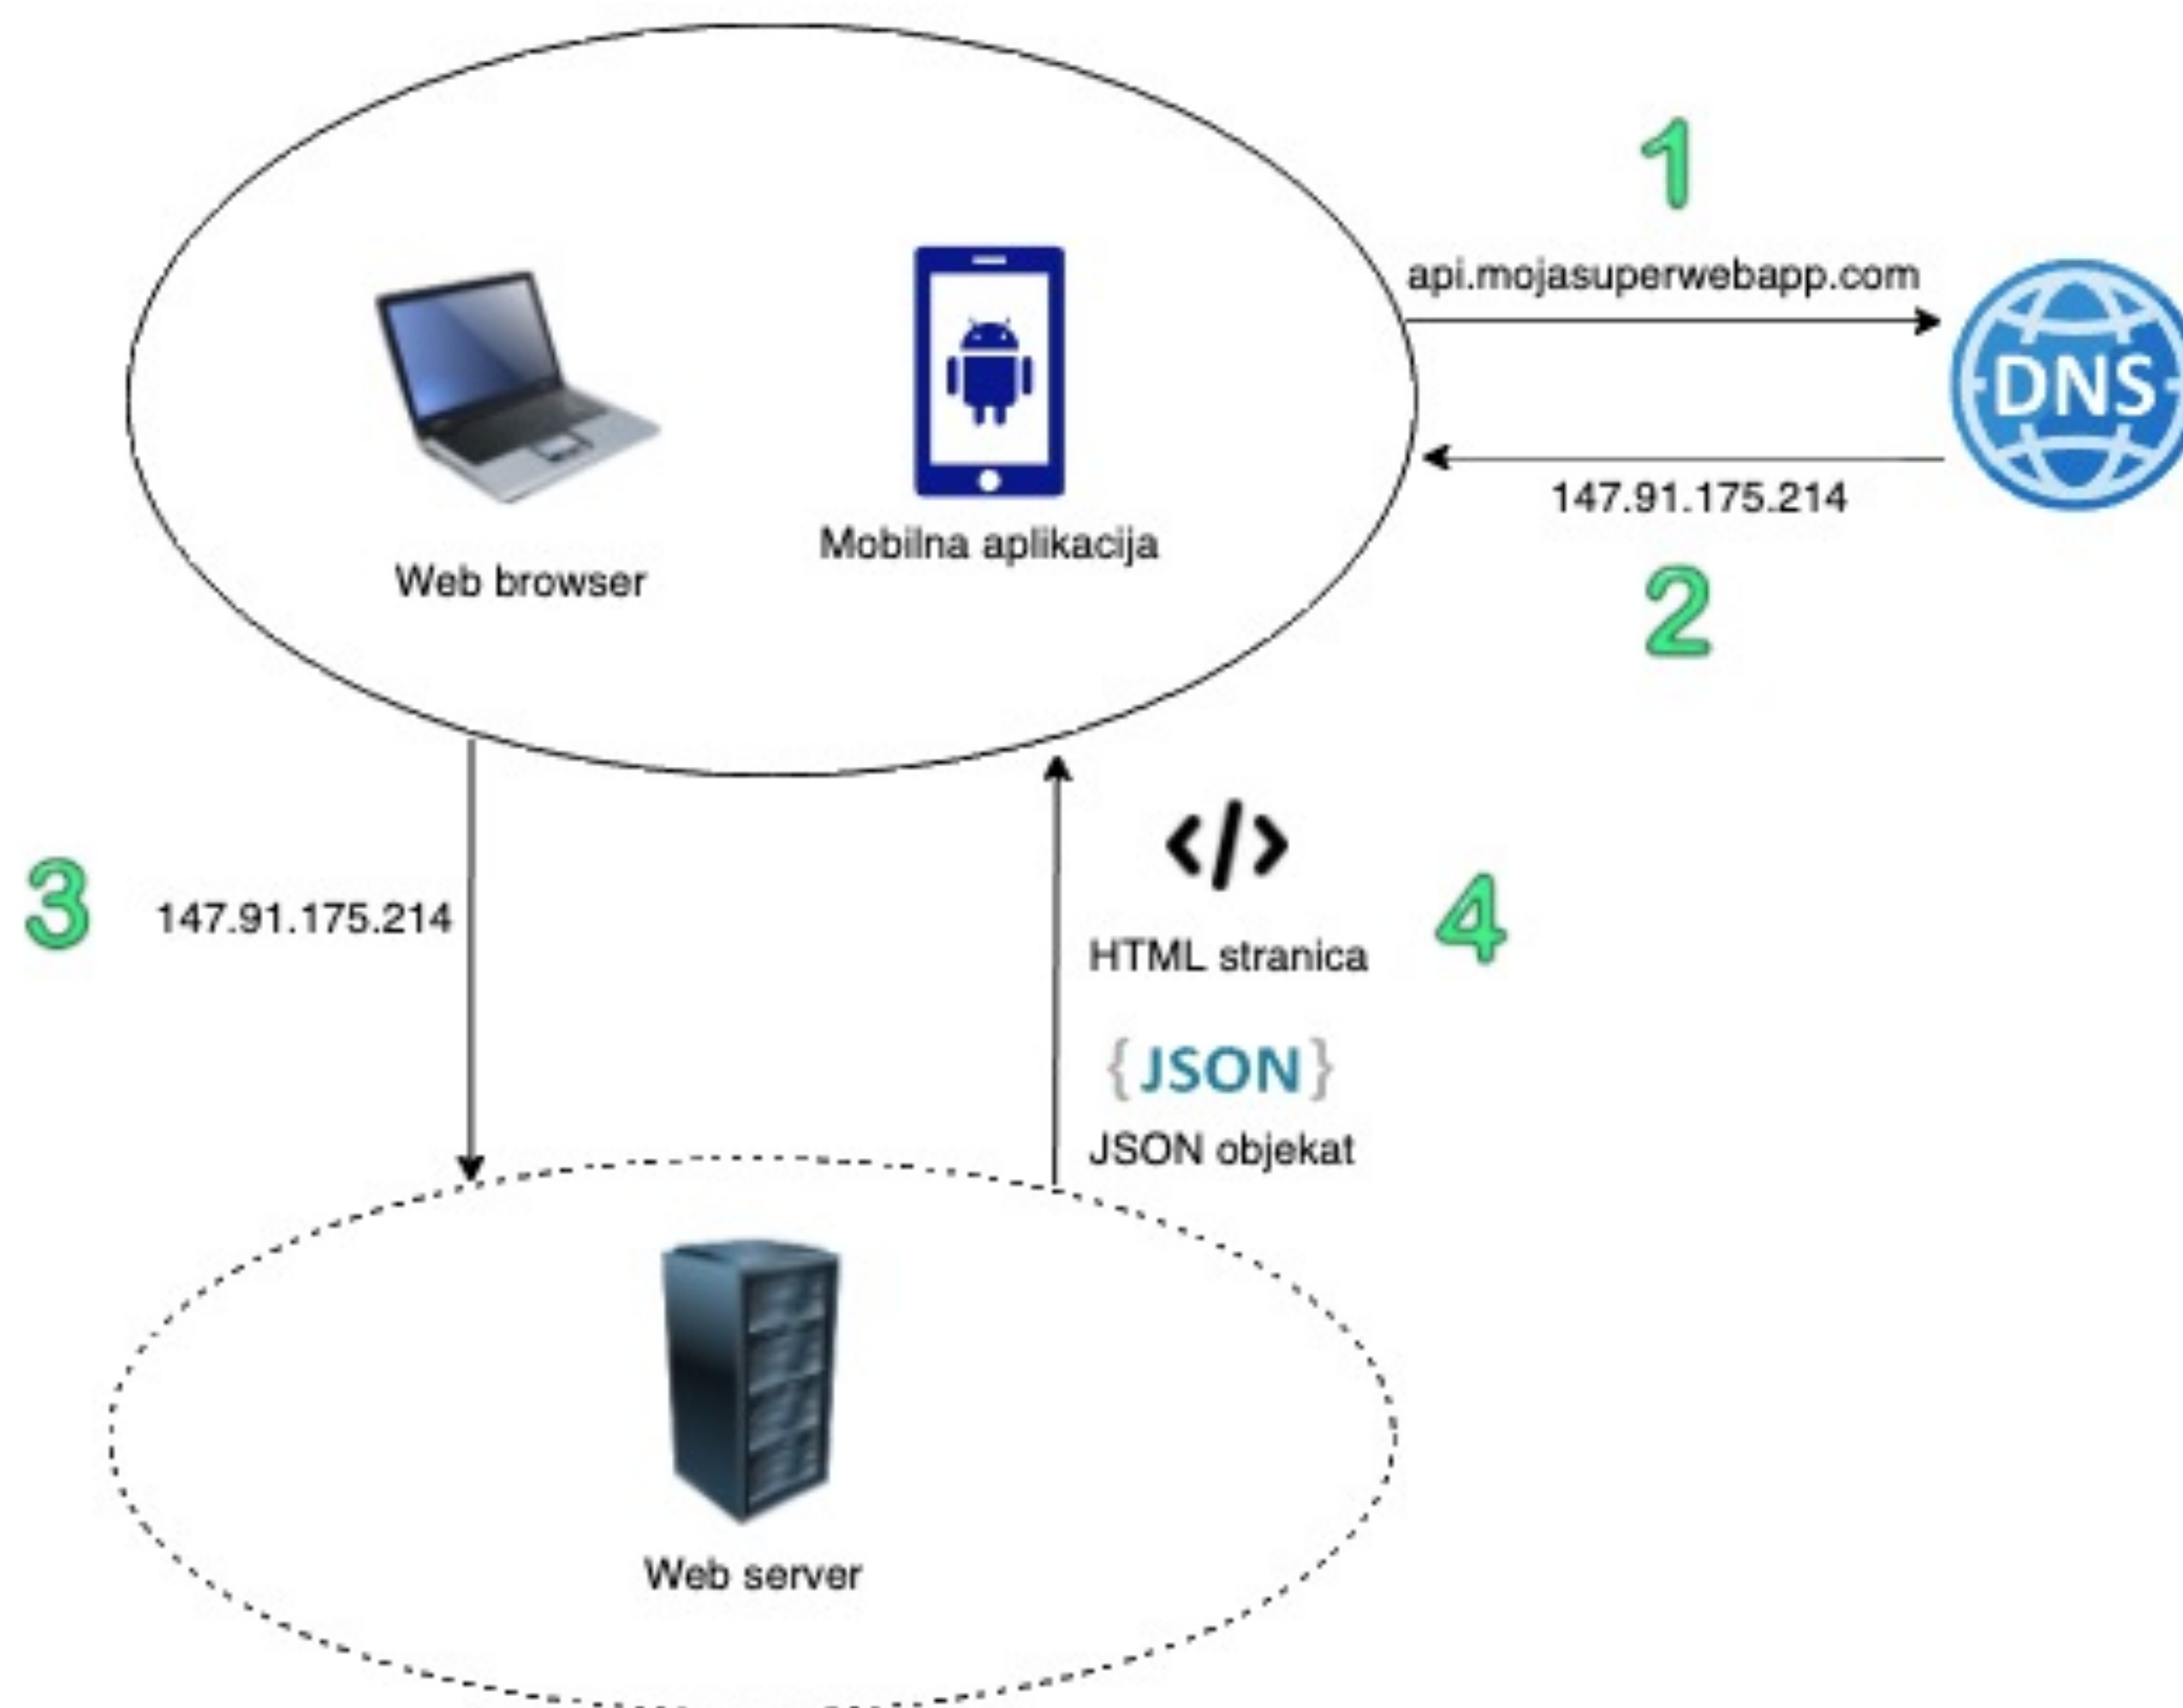 1
api.mojasuperwebapp.com
DNS
147.91.175.214
2
Web browser
Mobilna aplikacija
3
147.91.175.214
</>
HTML stranica
4
{JSON}
JSON objekat
Web server